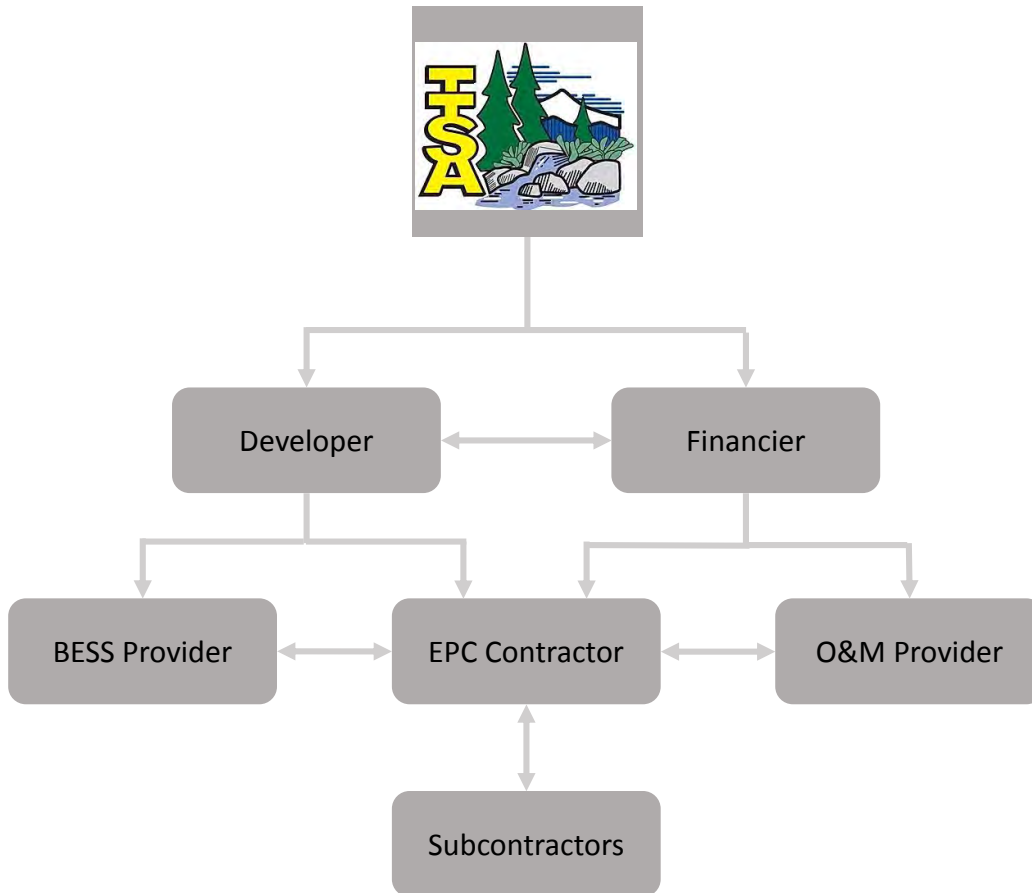 TTSA
Developer
Financier
BESS Provider
EPC Contractor
O&M Provider
Subcontractors